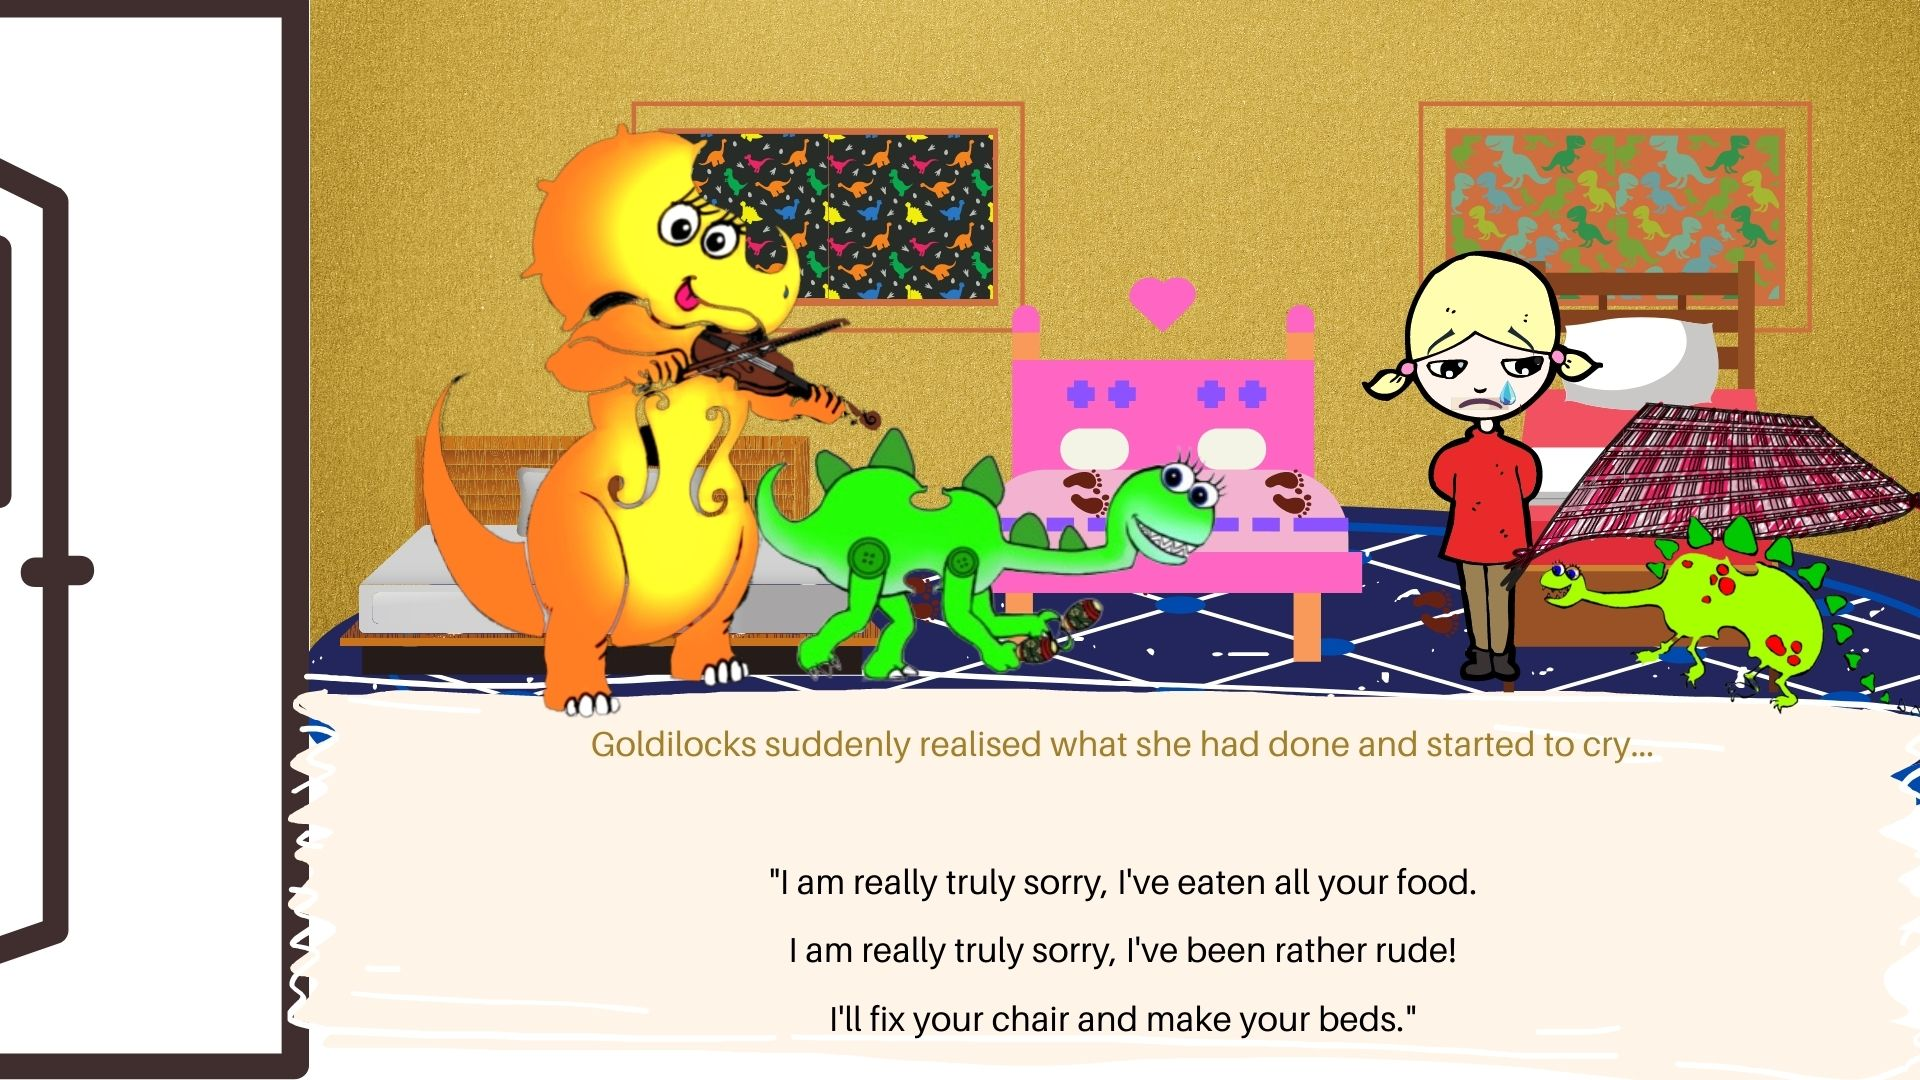 Goldilocks suddenly realised what she had done and started to cry...
"I am really truly sorry, I've eaten all your food.
I am really truly sorry, I've been rather rude!
I'll fix your chair and make your beds."